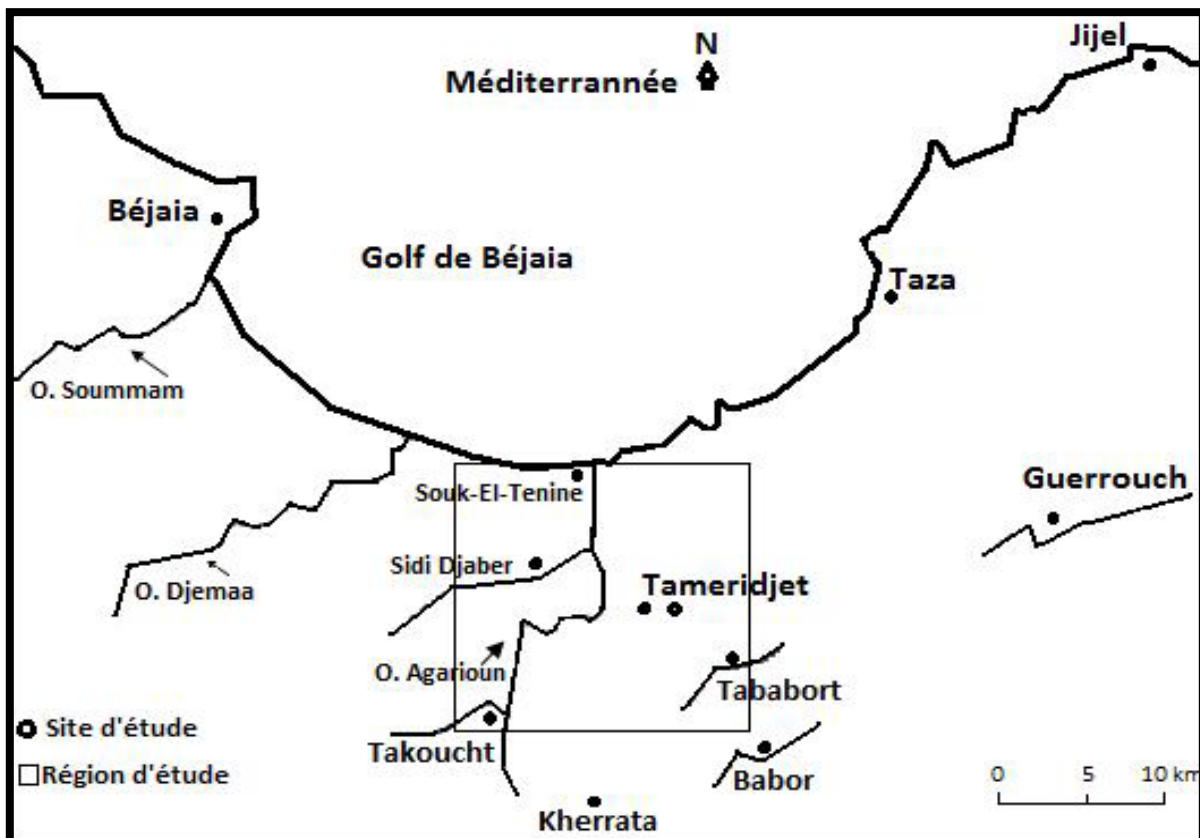 Jijel
N
Méditerrannée
Béjaia
Golf de Béjaia
Taza
O. Soummam
Guerrouch
Souk-El-Tenine
Sidi Djaber
Tameridjet
O. Djemaa
O. Agarioun
Tababort
Site d'étude
Takoucht
Région d'étude
Babor
0 5 10 km
Kherrata